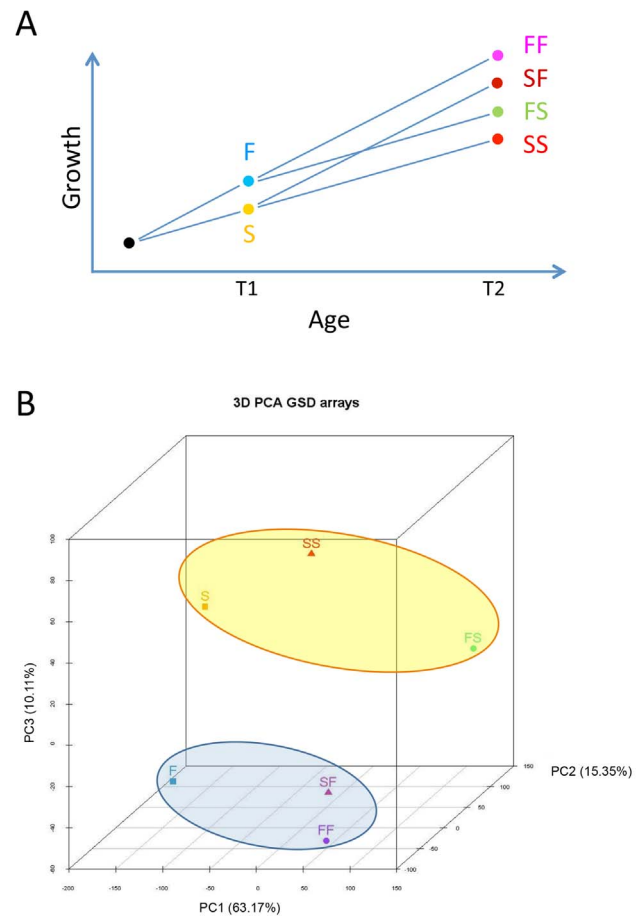 A
FF
SF
FS
SS
F
S
Growth
T1
T2
Age
B
3D PCA GSD arrays
SS
S
FS
F
SF
FF
PC3 (10.11%)
100
80
60
40
20
0
-20
-40
-60
-200
-150
-100
-50
0
50
100
150
PC1 (63.17%)
-100
-50
0
50
100
150
PC2 (15.35%)